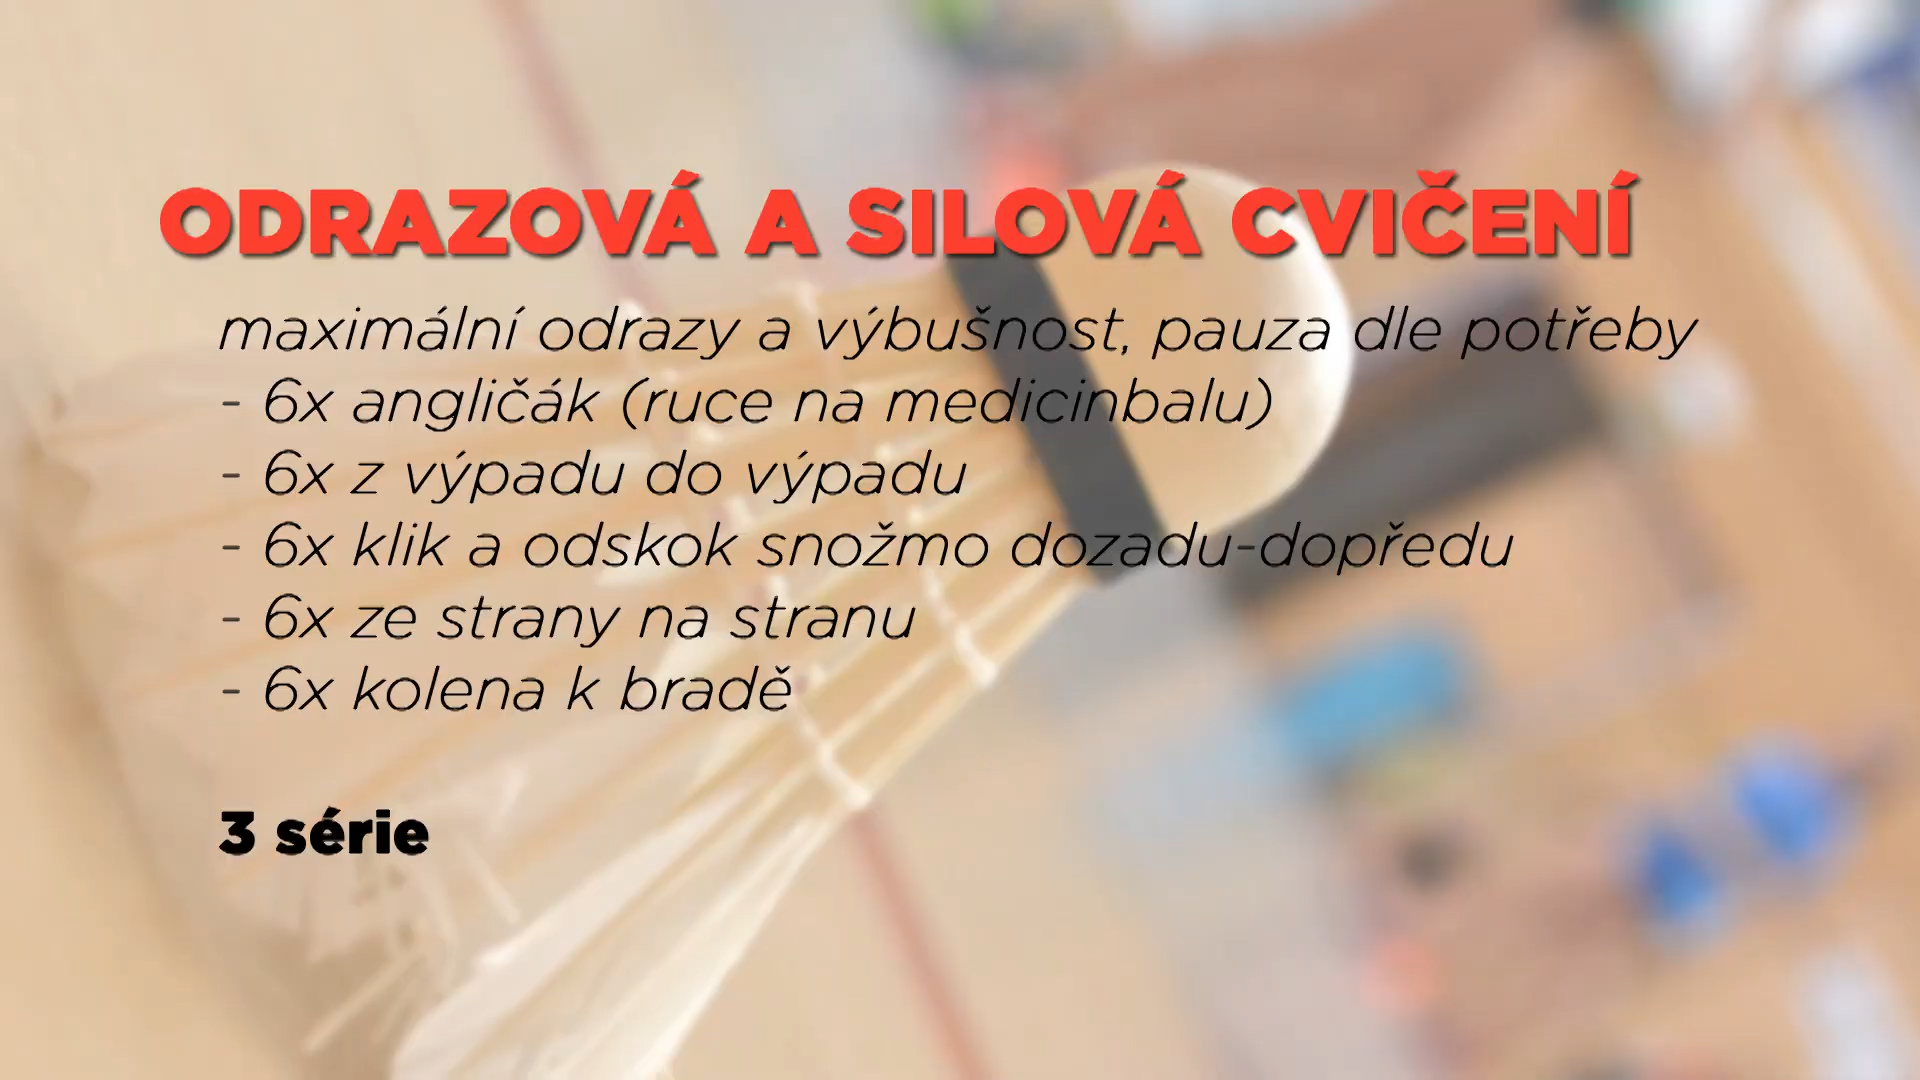 ODRAZOVÁ A SILOVÁ CVIČENÍ
maximální odrazy a výbušnost, pauza dle potřeby
- 6x angličák (ruce na medicinbalu)
- 6x z výpadu do výpadu
- 6x klik a odskok snožmo dozadu-dopředu
- 6x ze strany na stranu
- 6x kolena k bradě
3 série